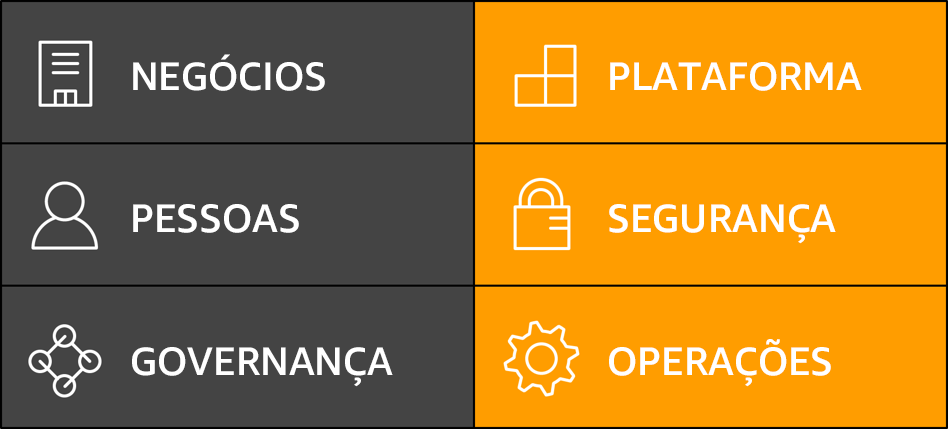 NEGÓCIOS
PLATAFORMA
PESSOAS
SEGURANÇA
GOVERNANÇA
OPERAÇÕES